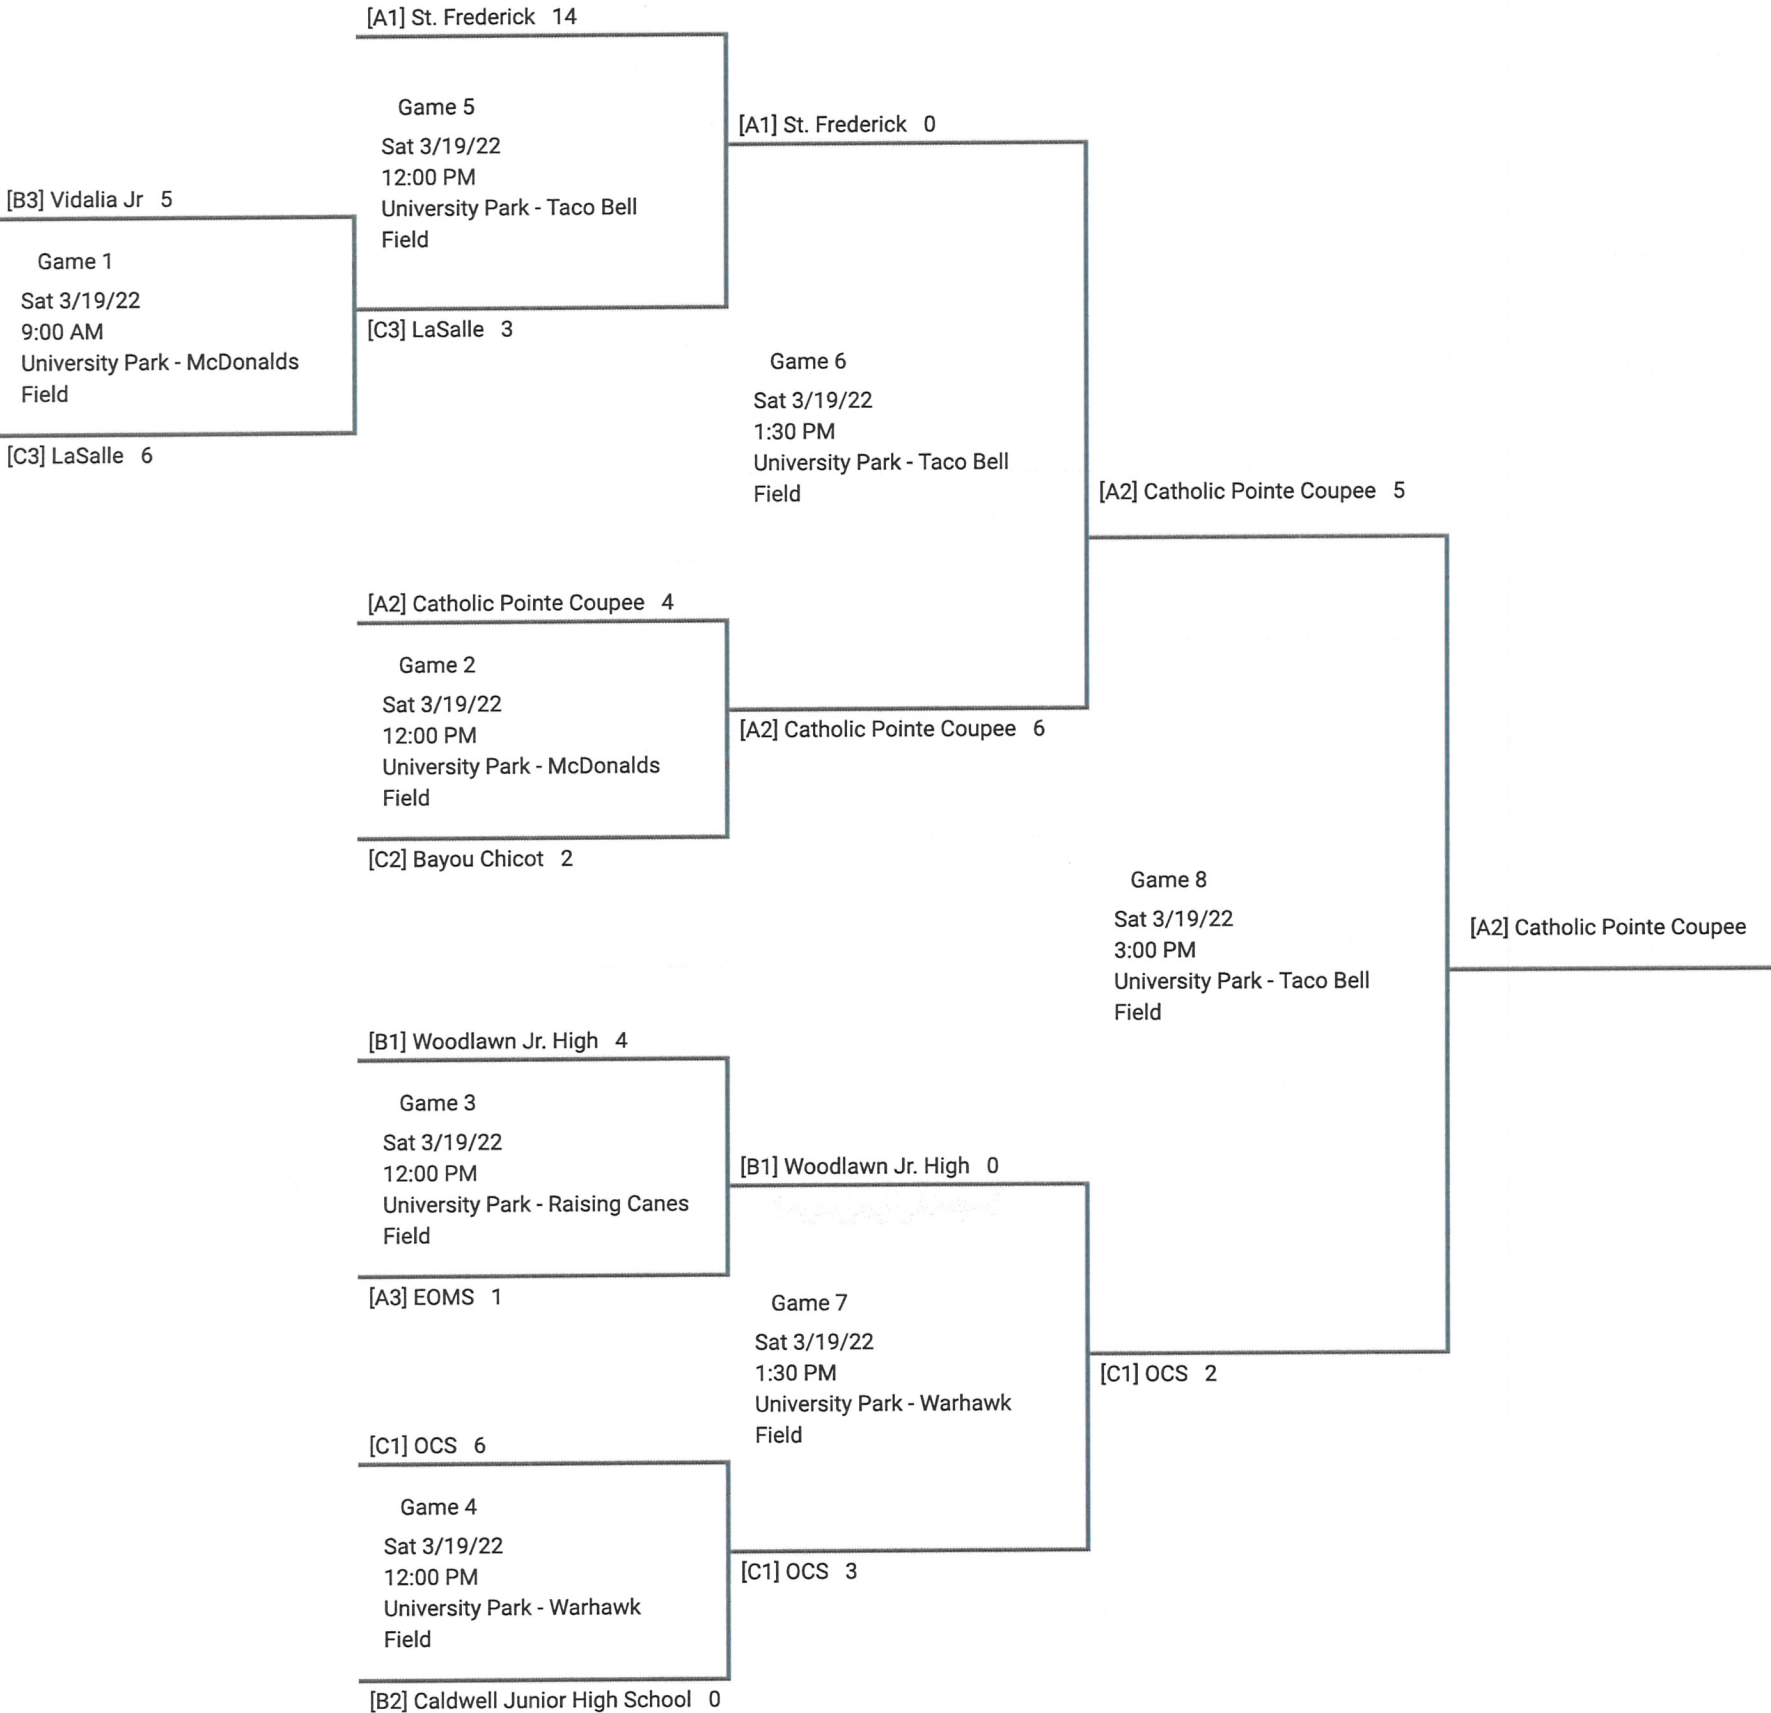 [A1] St. Frederick 14
Game 5
Sat 3/19/22
12:00 PM
University Park - Taco Bell
Field
[C3] LaSalle 3
[B3] Vidalia Jr 5
Game 1
Sat 3/19/22
9:00 AM
University Park - McDonalds
Field
[C3] LaSalle 6
[A1] St. Frederick 0
Game 6
Sat 3/19/22
1:30 PM
University Park - Taco Bell
Field
[A2] Catholic Pointe Coupee 6
[A2] Catholic Pointe Coupee 4
Game 2
Sat 3/19/22
12:00 PM
University Park - McDonalds
Field
[C2] Bayou Chicot 2
[A2] Catholic Pointe Coupee 5
Game 8
Sat 3/19/22
3:00 PM
University Park - Taco Bell
Field
[C1] OCS 2
[A2] Catholic Pointe Coupee
[B1] Woodlawn Jr. High 4
Game 3
Sat 3/19/22
12:00 PM
University Park - Raising Canes
Field
[A3] EOMS 1
[B1] Woodlawn Jr. High 0
Game 7
Sat 3/19/22
1:30 PM
University Park - Warhawk
Field
[C1] OCS 3
[C1] OCS 6
Game 4
Sat 3/19/22
12:00 PM
University Park - Warhawk
Field
[B2] Caldwell Junior High School 0